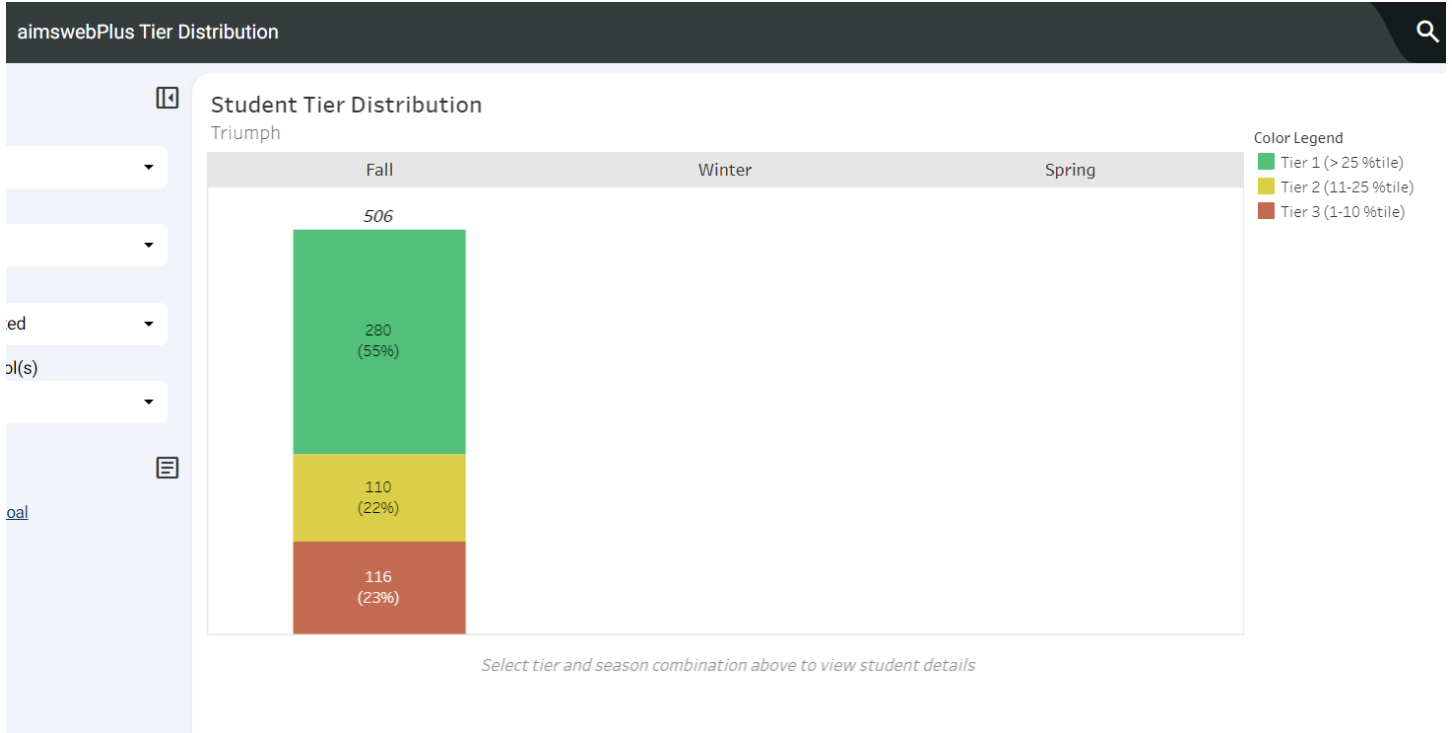 aimswebPlus Tier Distribution
ed
ol(s)
oal
Student Tier Distribution
Triumph
Fall Winter Spring
506
280
(55%)
110
(22%)
116
(23%)
Select tier and season combination above to view student details
Color Legend
Tier 1 (> 25 %tile)
Tier 2 (11-25 %tile)
Tier 3 (1-10 %tile)